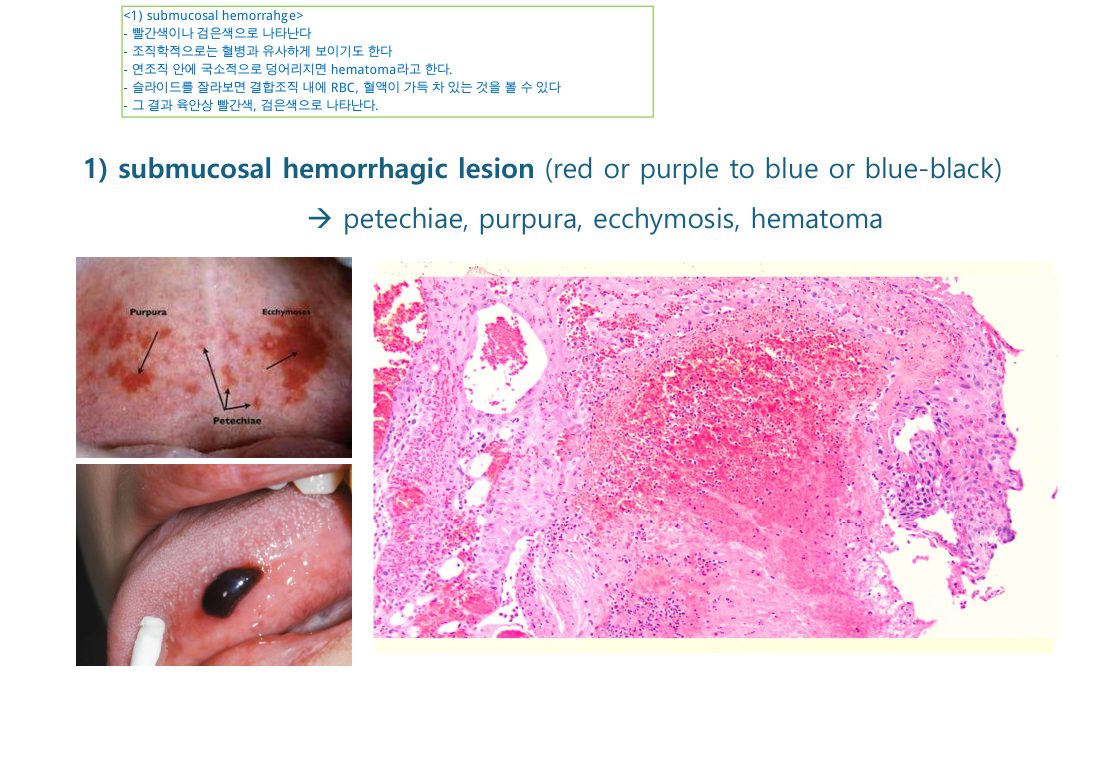 <1) submucosal hemorrahge>
- 빨간색이나 검은색으로 나타난다
- 조직학적으로는 혈병과 유사하게 보이기도 한다
- 연조직 안에 국소적으로 덩어리지면 hematoma라고 한다.
- 슬라이드를 잘라보면 결합조직 내에 RBC, 혈액이 가득 차 있는 것을 볼 수 있다
- 그 결과 육안상 빨간색, 검은색으로 나타난다.
1) submucosal hemorrhagic lesion (red or purple to blue or blue-black)
→ petechiae, purpura, ecchymosis, hematoma
Purpura
Ecchymoses
Petechiae